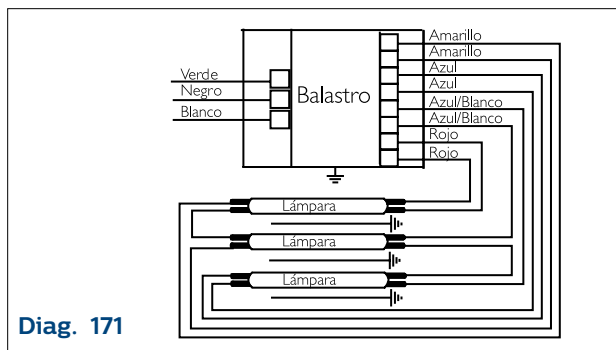 Amarillo
Amarillo
Azul
Azul
Azul/Blanco
Azul/Blanco
Rojo
Rojo
Verde
Negro
Blanco
Balastro
Lámpara
Lámpara
Lámpara
Diag. 171